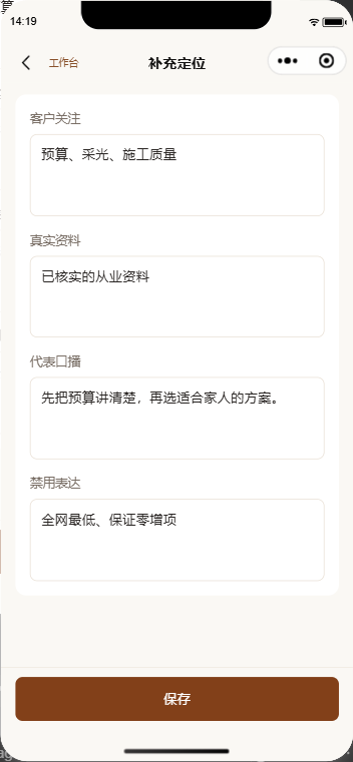 14:19
工作台
补充定位
客户关注
预算、采光、施工质量
真实资料
已核实的从业资料
代表口播
先把预算讲清楚，再选适合家人的方案。
禁用表达
全网最低、保证零增项
保存